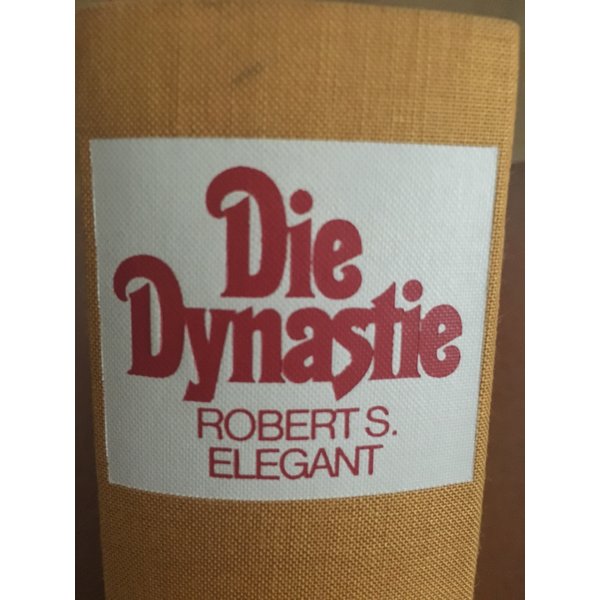 Die
Dynastie
ROBERT S.
ELEGANT